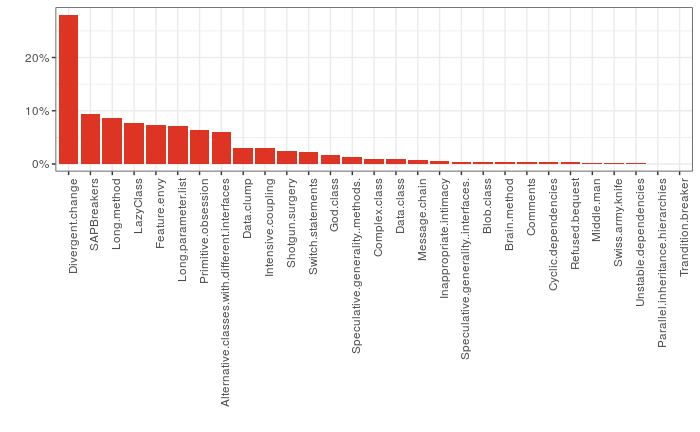 20%
10%
0%
Divergent.change
SAPBreakers
Long.method
LazyClass
Feature.envy
Long.parameter.list
Primitive.obsession
Alternative.classes.with.different.interfaces
Data.clump
Intensive.coupling
Shotgun.surgery
Switch.statements
God.class
Speculative.generality..methods.
Complex.class
Data.class
Message.chain
Inappropriate.intimacy
Speculative.generality..interfaces.
Blob.class
Brain.method
Comments
Cyclic.dependencies
Refused.bequest
Middle.man
Swiss.army.knife
Unstable.dependencies
Parallel.inheritance.hierarchies
Trandition.breaker